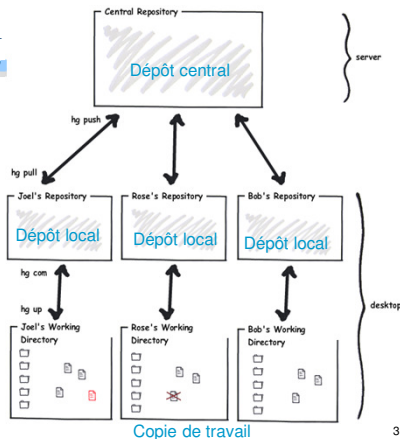 Central Repository
Dépôt central
server
hg push
hg pull
Joel's Repository
Rose's Repository
Bob's Repository
Dépôt local
Dépôt local
Dépôt local
hg com
hg up
desktop
Joel's Working
Directory
Rose's Working
Directory
Bob's Working
Directory
Copie de travail
3